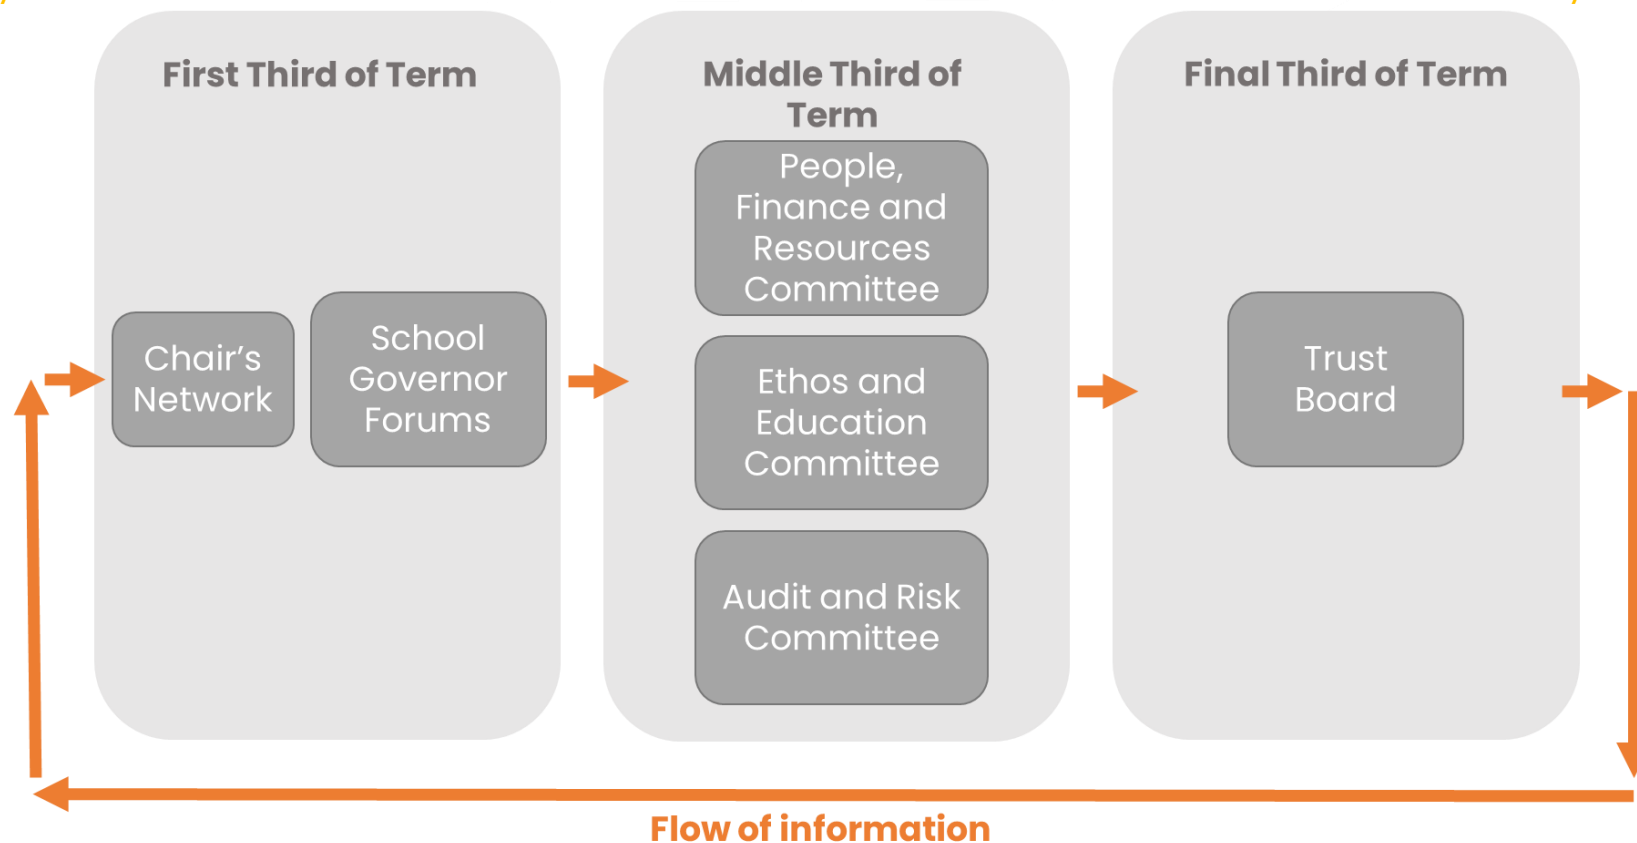 First Third of Term
Chair’s
Network
School
Governor
Forums
Middle Third of
Term
People,
Finance and
Resources
Committee
Ethos and
Education
Committee
Audit and Risk
Committee
Final Third of Term
Trust
Board
Flow of information